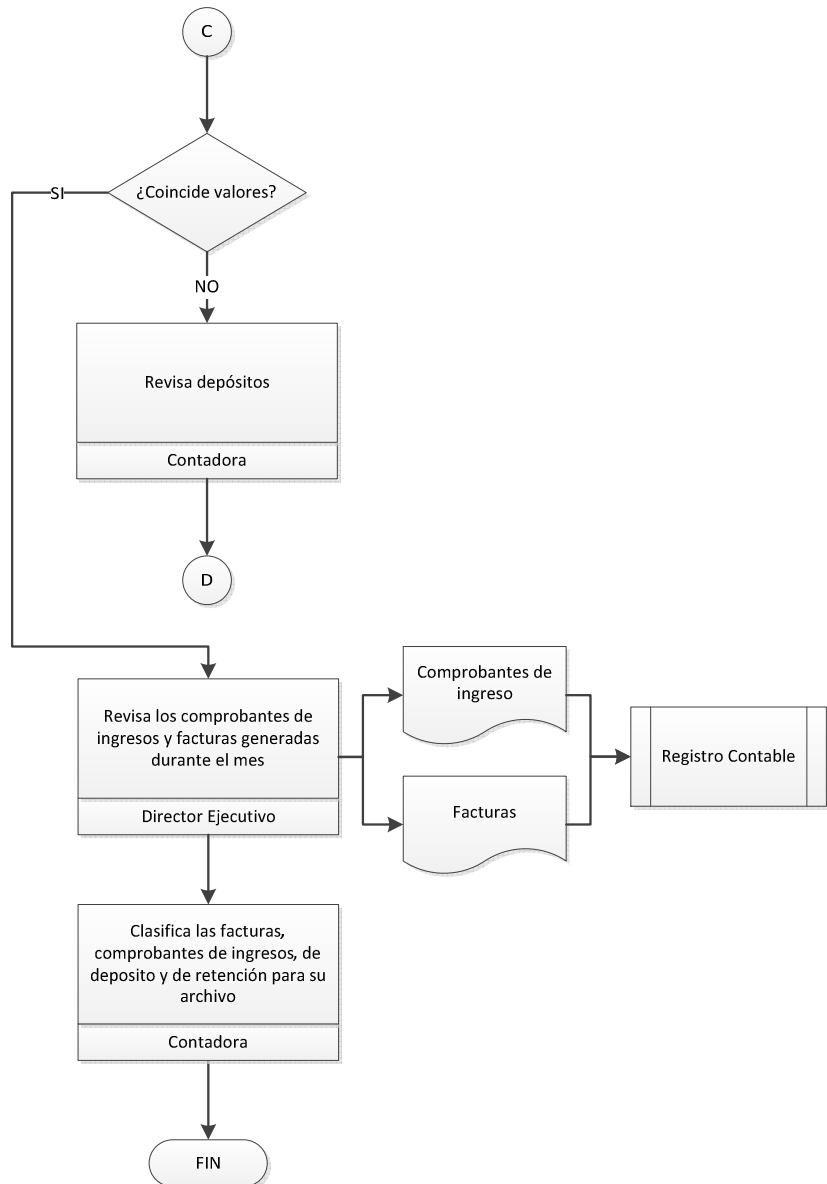 C
¿Coincide valores?
SI
NO
Revisa depósitos
Contadora
D
Revisa los comprobantes de
ingresos y facturas generadas
durante el mes
Director Ejecutivo
Comprobantes de
ingreso
Facturas
Registro Contable
Clasifica las facturas,
comprobantes de ingresos, de
deposito y de retención para su
archivo
Contadora
FIN